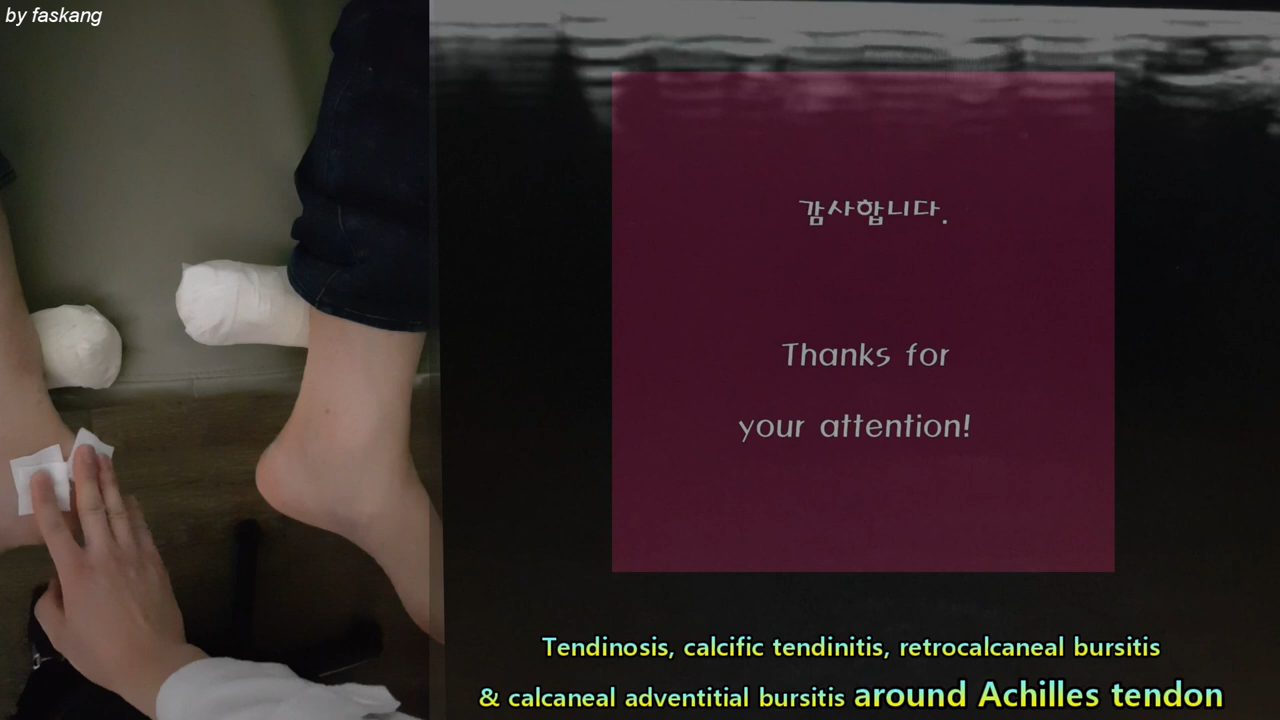 by faskang
감사합니다.
Thanks for
your attention!
Tendinosis, calcific tendinitis, retrocalcaneal bursitis
& calcaneal adventitial bursitis around Achilles tendon